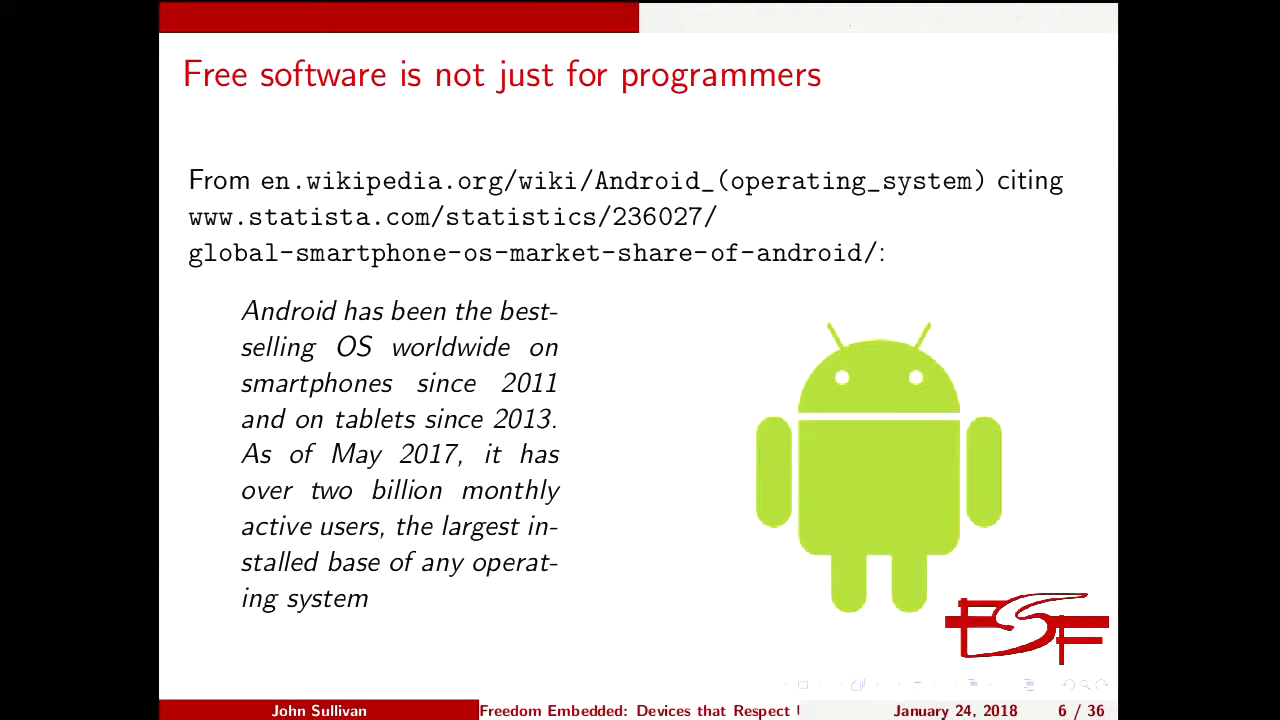 Free software is not just for programmers
From en.wikipedia.org/wiki/Android_(operating_system) citing
www.statista.com/statistics/236027/
global-smartphone-os-market-share-of-android/:
Android has been the best-
selling OS worldwide on
smartphones since 2011
and on tablets since 2013.
As of May 2017, it has
over two billion monthly
active users, the largest in-
stalled base of any operat-
ing system
FSF
John Sullivan
Freedom Embedded: Devices that Respect
January 24, 2018
6 / 36